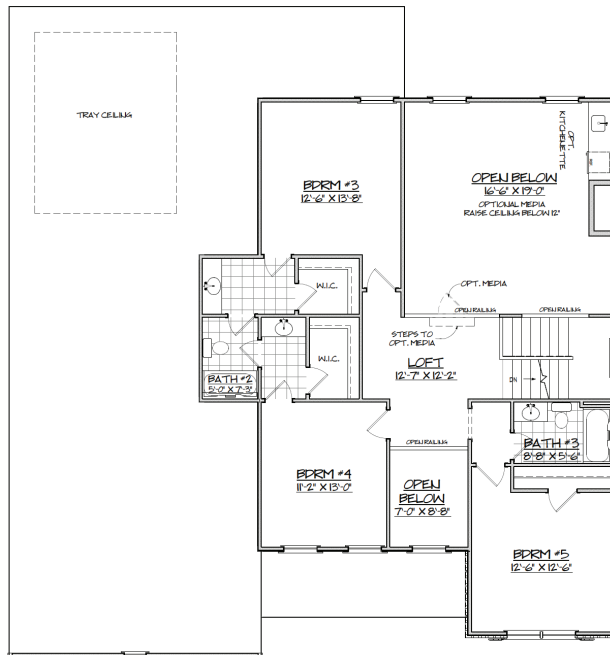 TRAY CEILING
BDRM #3
12'-6" X 13'-8"
OPEN BELOW
16'-6" X 19'-0"
OPTIONAL MEDIA
RAISE CEILING BELOW 12"
OPT.
KITCHENETTE
REF
W.I.C.
OPT. MEDIA
OPEN RAILING
OPEN RAILING
STEPS TO
OPT. MEDIA
W.I.C.
LOFT
12'-7" X 12'-2"
DN
BATH #2
5'-0" X 7'-3"
BATH #3
8'-8" X 5'-6"
OPEN RAILING
BDRM #4
11'-2" X 13'-0"
OPEN
BELOW
7'-0" X 8'-8"
BDRM #5
12'-6" X 12'-6"